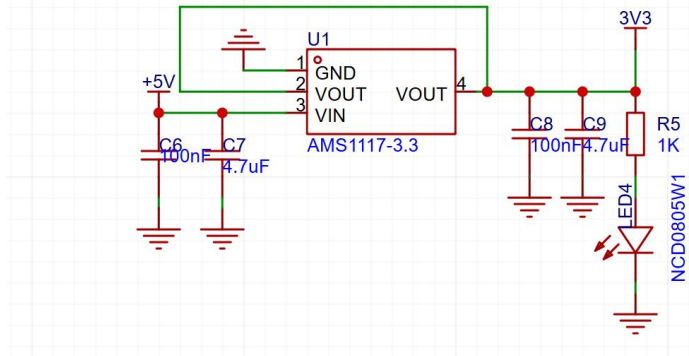 3V3
U1
+5V
1
GND
2
VOUT
VOUT
4
3
VIN
AMS1117-3.3
C6
100nF
C7
4.7uF
C8
100nF
C9
4.7uF
R5
1K
LED4
NCD0805W1